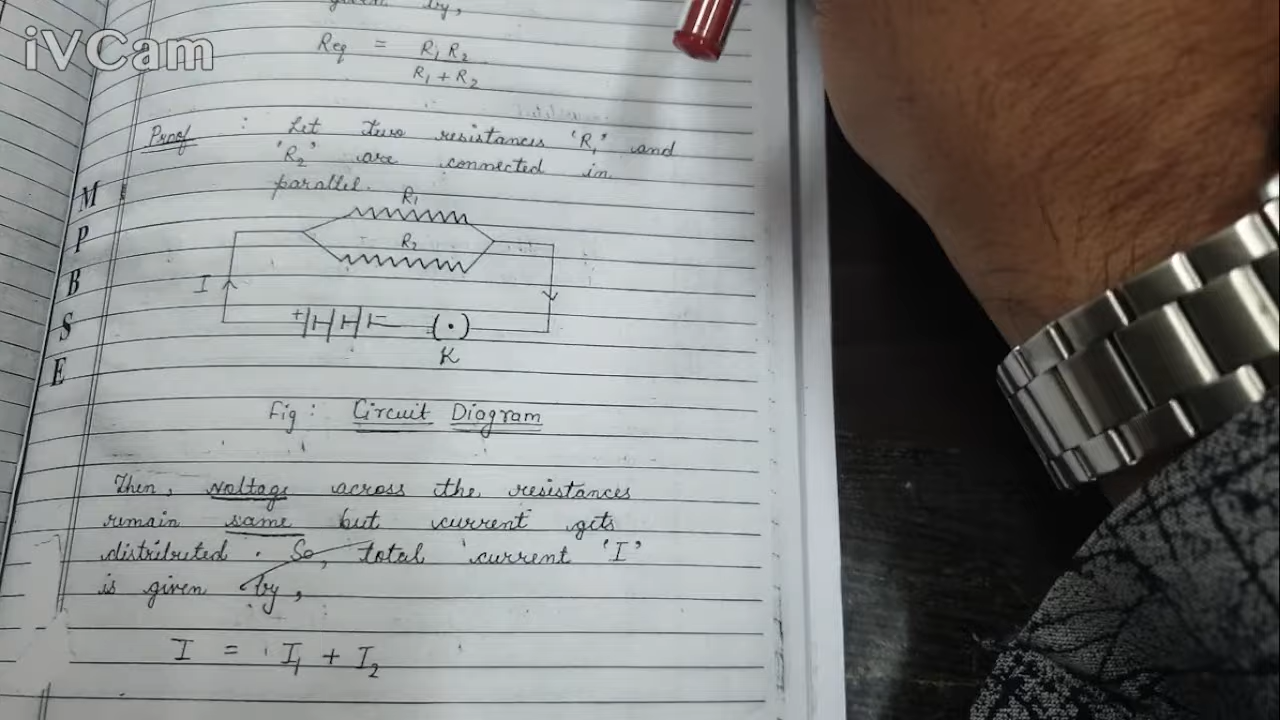 iVCam
given by,
Req = R₁ R₂
R₁ + R₂
Proof : Let two resistances 'R₁' and
'R₂' are connected in
parallel.
R₁
R₂
I
+ -
K
M
P
B
S
E
Fig : Circuit Diagram
Then, voltage across the resistances
remain same but current gets
distributed . So, total current 'I'
is given by,
I = I₁ + I₂